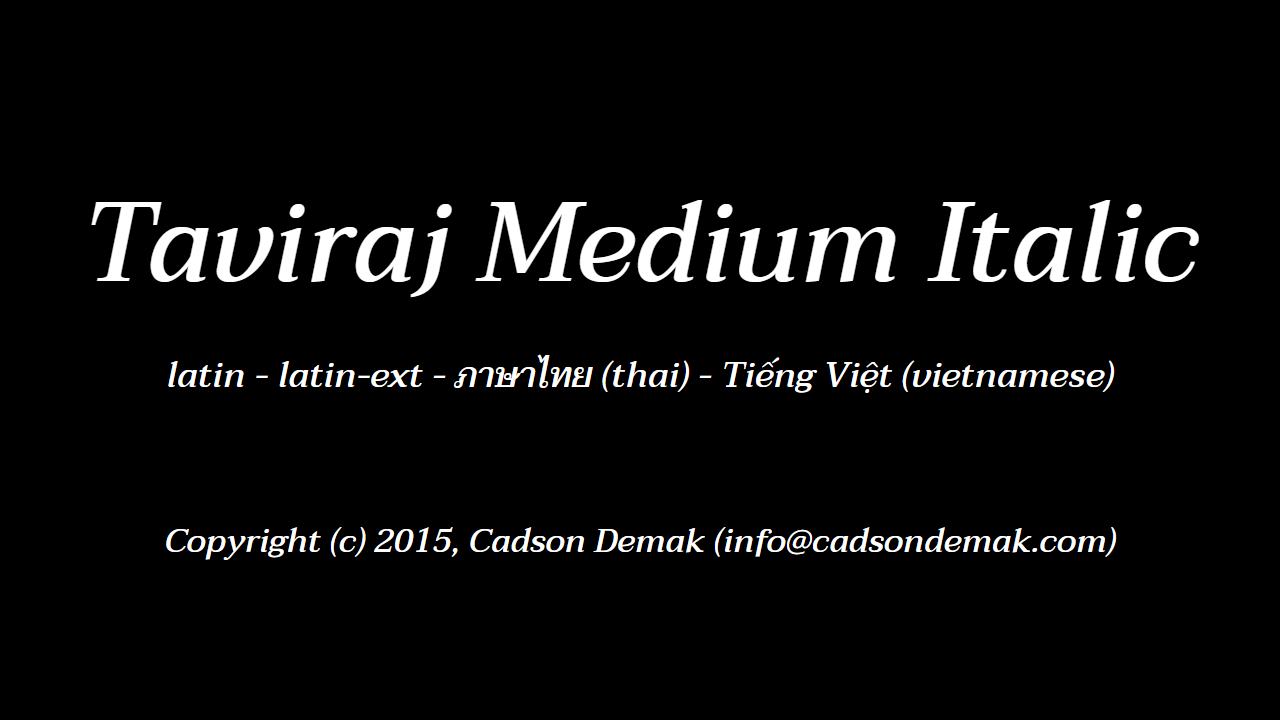 Taviraj Medium Italic
latin - latin-ext - ภาษาไทย (thai) - Tiếng Việt (vietnamese)
Copyright (c) 2015, Cadson Demak (info@cadsondemak.com)